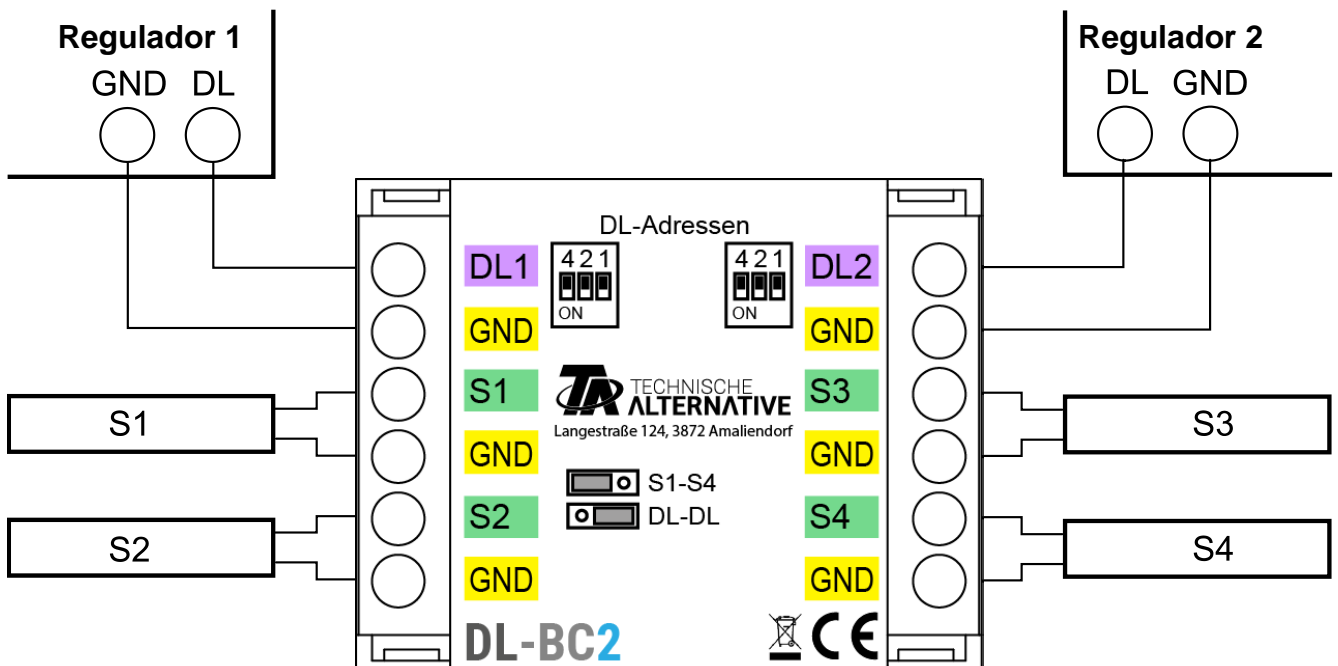 Regulador 1
GND DL
Regulador 2
DL GND
DL-Adressen
DL1
4 2 1
ON
4 2 1
ON
DL2
GND
GND
S1
S1
TA TECHNISCHE
ALTERNATIVE
Langestraße 124, 3872 Amaliendorf
S3
S3
GND
GND
S1-S4
DL-DL
S2
S2
S4
S4
GND
GND
DL-BC2
CE